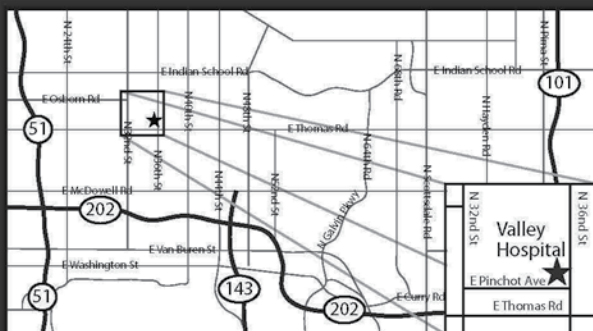 N 24th St
N 32nd St
N 36th St
N 40th St
N 44th St
N 48th St
N 52nd St
N 64th Rd
N 68th Rd
N Scottsdale Rd
N Hayden Rd
N Pima St
E Indian School Rd
E Indian School Rd
101
E Osborn Rd
51
E Thomas Rd
E McDowell Rd
202
N Galvin Pkwy
E Van Buren St
E Washington St
51
143
202
E Curry Rd
N 32nd St
N 36th St
Valley
Hospital
E Pinchot Ave
E Thomas Rd